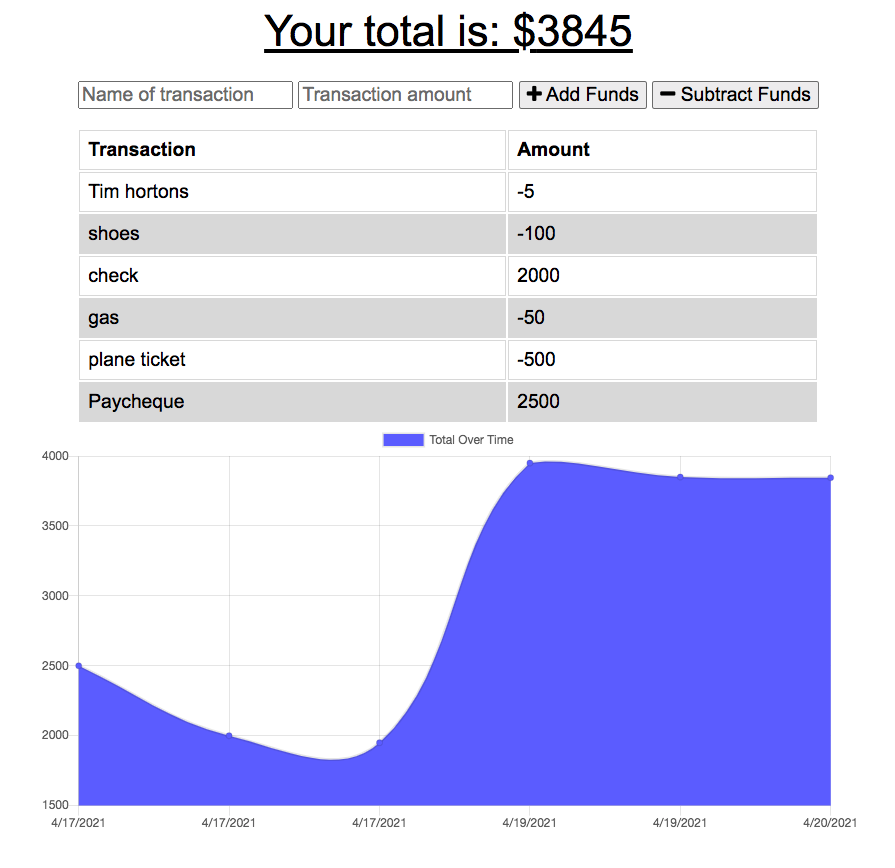 Your total is: $3845
Name of transaction Transaction amount + Add Funds − Subtract Funds
Transaction Amount
Tim hortons -5
shoes -100
check 2000
gas -50
plane ticket -500
Paycheque 2500
Total Over Time
4000
3500
3000
2500
2000
1500
4/17/2021 4/17/2021 4/17/2021 4/19/2021 4/19/2021 4/20/2021